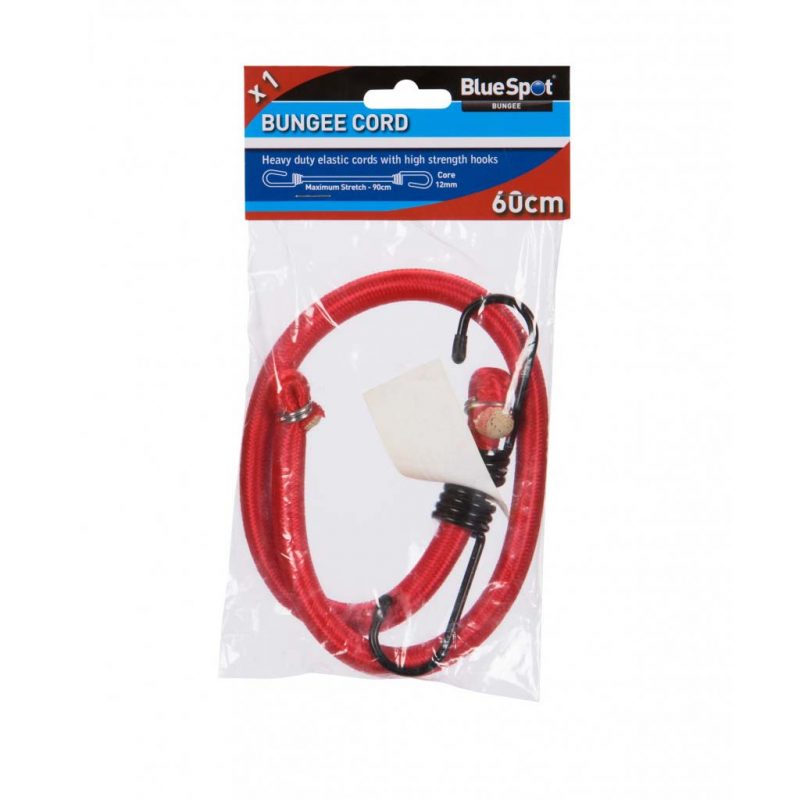 x 1
BlueSpot
BUNGEE
BUNGEE CORD
Heavy duty elastic cords with high strength hooks
Maximum Stretch - 90cm
Core
12mm
60cm